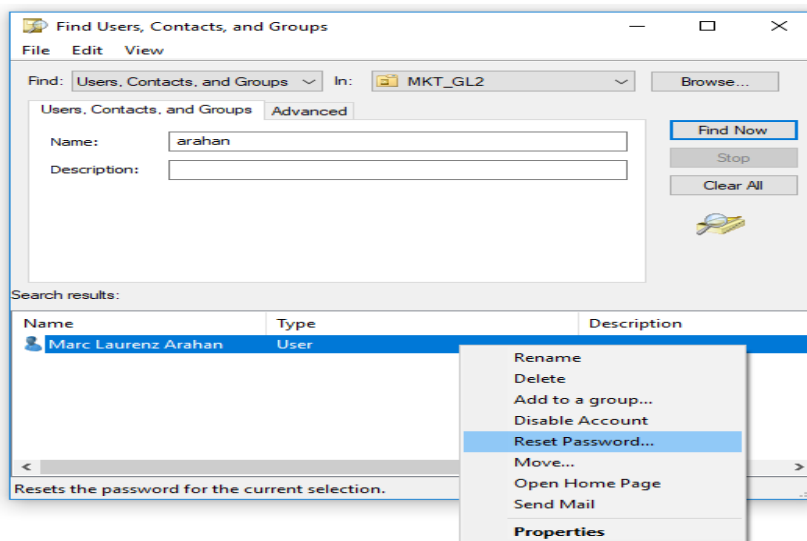 Find Users, Contacts, and Groups
File Edit View
Find: Users, Contacts, and Groups In: MKT_GL2 Browse...
Users, Contacts, and Groups Advanced
Find Now
Name: arahan
Stop
Description:
Clear All
Search results:
Name Type Description
Marc Laurenz Arahan User
Rename
Delete
Add to a group...
Disable Account
Reset Password...
Move...
Open Home Page
Send Mail
Properties
Resets the password for the current selection.